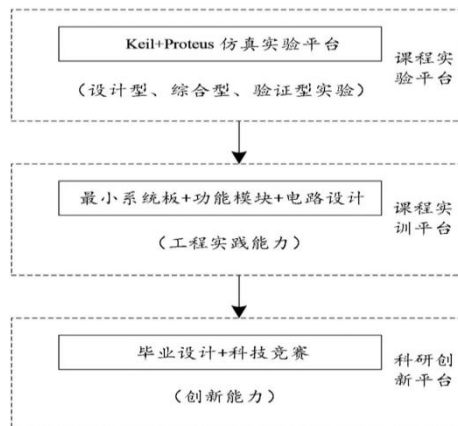 Keil+Proteus 仿真实验平台
（设计型、综合型、验证型实验）
课程实
验平台
最小系统板+功能模块+电路设计
（工程实践能力）
课程实
训平台
毕业设计+科技竞赛
（创新能力）
科研创
新平台